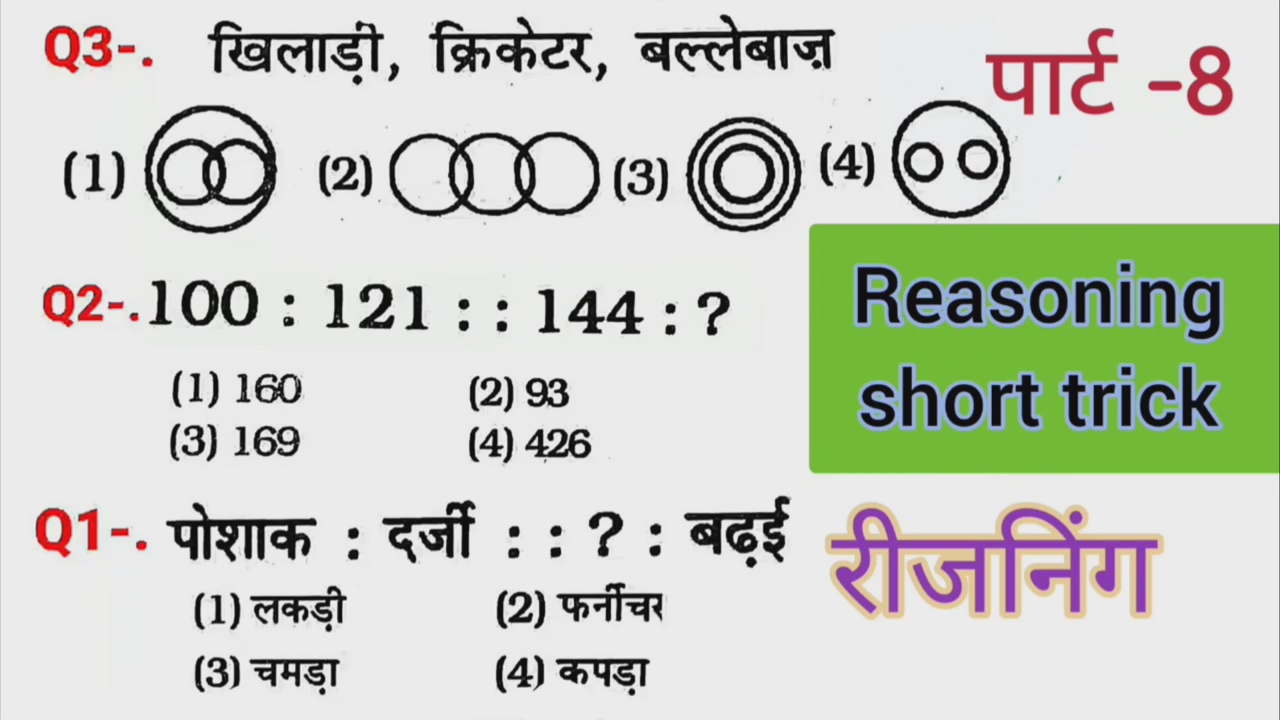 Q3-. खिलाड़ी, क्रिकेटर, बल्लेबाज़
पार्ट -8
(1) (2) (3) (4)
Reasoning
short trick
Q2-. 100 : 121 : : 144 : ?
(1) 160 (2) 93
(3) 169 (4) 426
Q1-. पोशाक : दर्जी : : ? : बढ़ई
(1) लकड़ी (2) फर्नीचर
(3) चमड़ा (4) कपड़ा
रीजनिंग